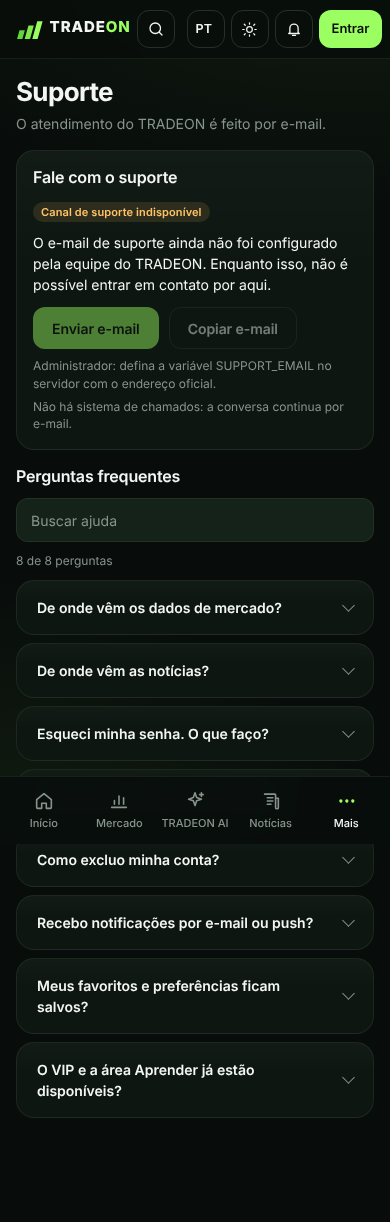 TRADEON
PT
Entrar
Suporte
O atendimento do TRADEON é feito por e-mail.
Fale com o suporte
Canal de suporte indisponível
O e-mail de suporte ainda não foi configurado
pela equipe do TRADEON. Enquanto isso, não é
possível entrar em contato por aqui.
Enviar e-mail
Copiar e-mail
Administrador: defina a variável SUPPORT_EMAIL no
servidor com o endereço oficial.
Não há sistema de chamados: a conversa continua por
e-mail.
Perguntas frequentes
Buscar ajuda
8 de 8 perguntas
De onde vêm os dados de mercado?
De onde vêm as notícias?
Esqueci minha senha. O que faço?
Início
Mercado
TRADEON AI
Notícias
Mais
Como excluo minha conta?
Recebo notificações por e-mail ou push?
Meus favoritos e preferências ficam
salvos?
O VIP e a área Aprender já estão
disponíveis?